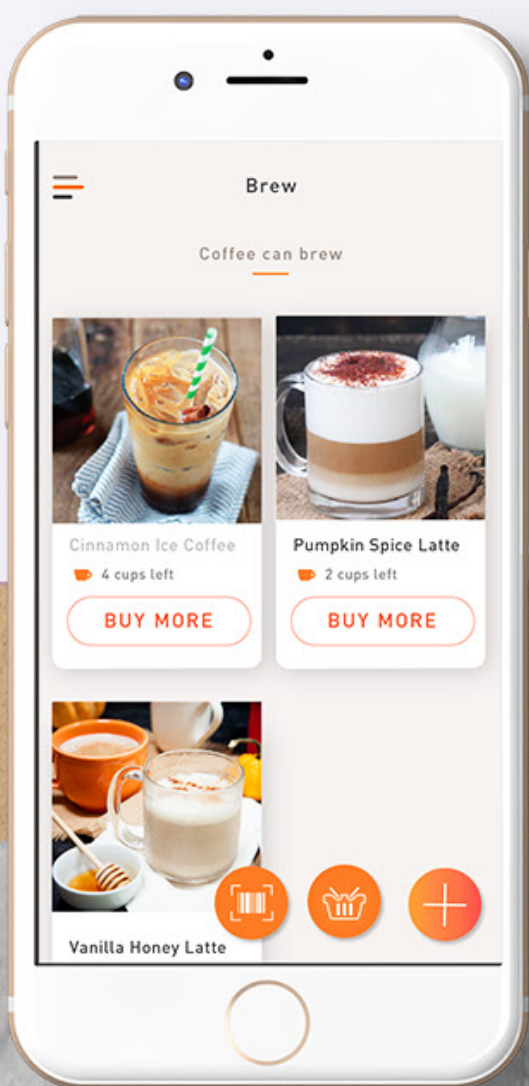 Brew
Coffee can brew
Cinnamon Ice Coffee
4 cups left
BUY MORE
Pumpkin Spice Latte
2 cups left
BUY MORE
Vanilla Honey Latte